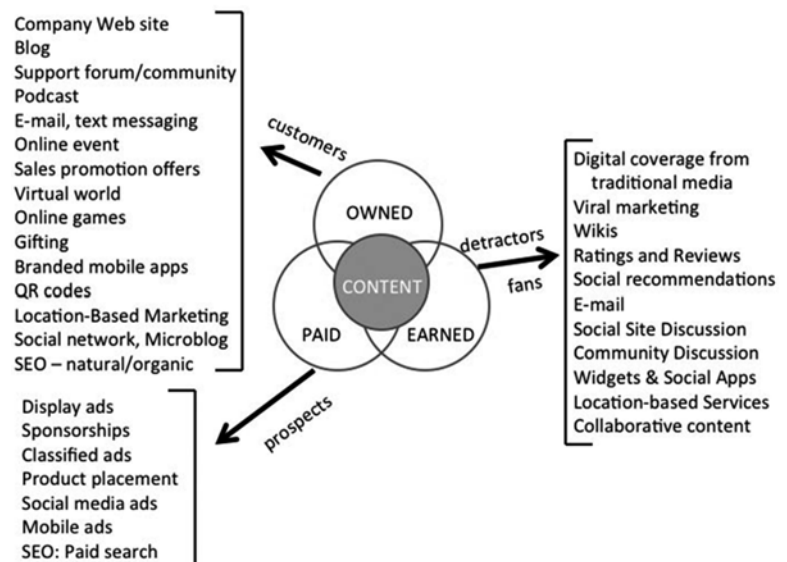 Company Web site
Blog
Support forum/community
Podcast
E-mail, text messaging
Online event
Sales promotion offers
Virtual world
Online games
Gifting
Branded mobile apps
QR codes
Location-Based Marketing
Social network, Microblog
SEO – natural/organic
customers
OWNED
CONTENT
PAID
EARNED
detractors
fans
prospects
Digital coverage from
traditional media
Viral marketing
Wikis
Ratings and Reviews
Social recommendations
E-mail
Social Site Discussion
Community Discussion
Widgets & Social Apps
Location-based Services
Collaborative content
Display ads
Sponsorships
Classified ads
Product placement
Social media ads
Mobile ads
SEO: Paid search